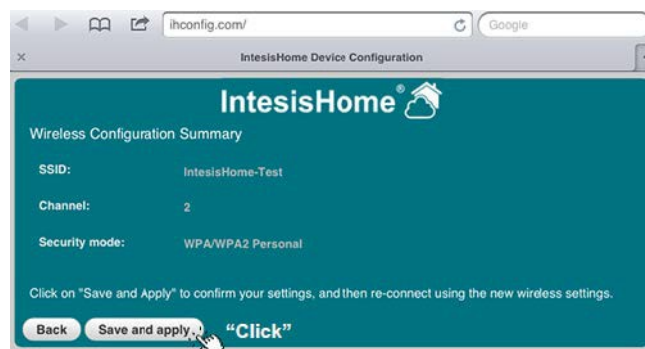 ihconfig.com/
Google
IntesisHome Device Configuration
IntesisHome®
Wireless Configuration Summary
SSID: IntesisHome-Test
Channel: 2
Security mode: WPA/WPA2 Personal
Click on "Save and Apply" to confirm your settings, and then re-connect using the new wireless settings.
Back Save and apply "Click"